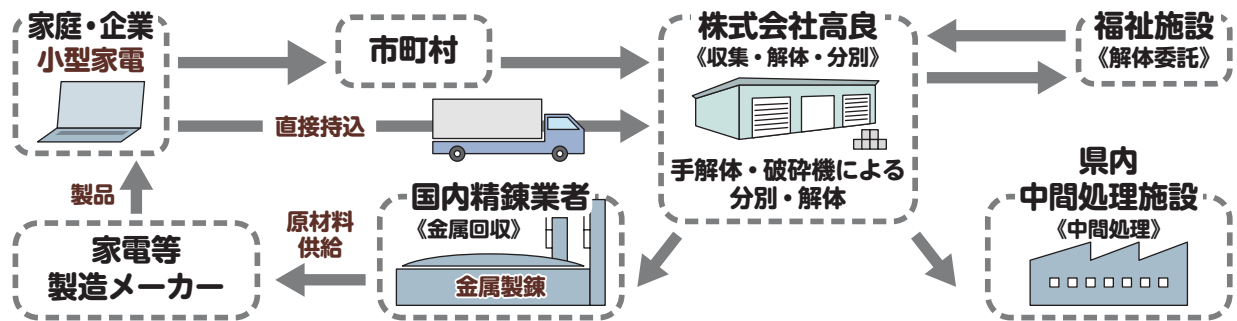 家庭・企業
小型家電
市町村
直接持込
株式会社高良
《収集・解体・分別》
手解体・破砕機による
分別・解体
福祉施設
《解体委託》
県内
中間処理施設
《中間処理》
国内精錬業者
《金属回収》
金属製錬
原材料
供給
家電等
製造メーカー
製品